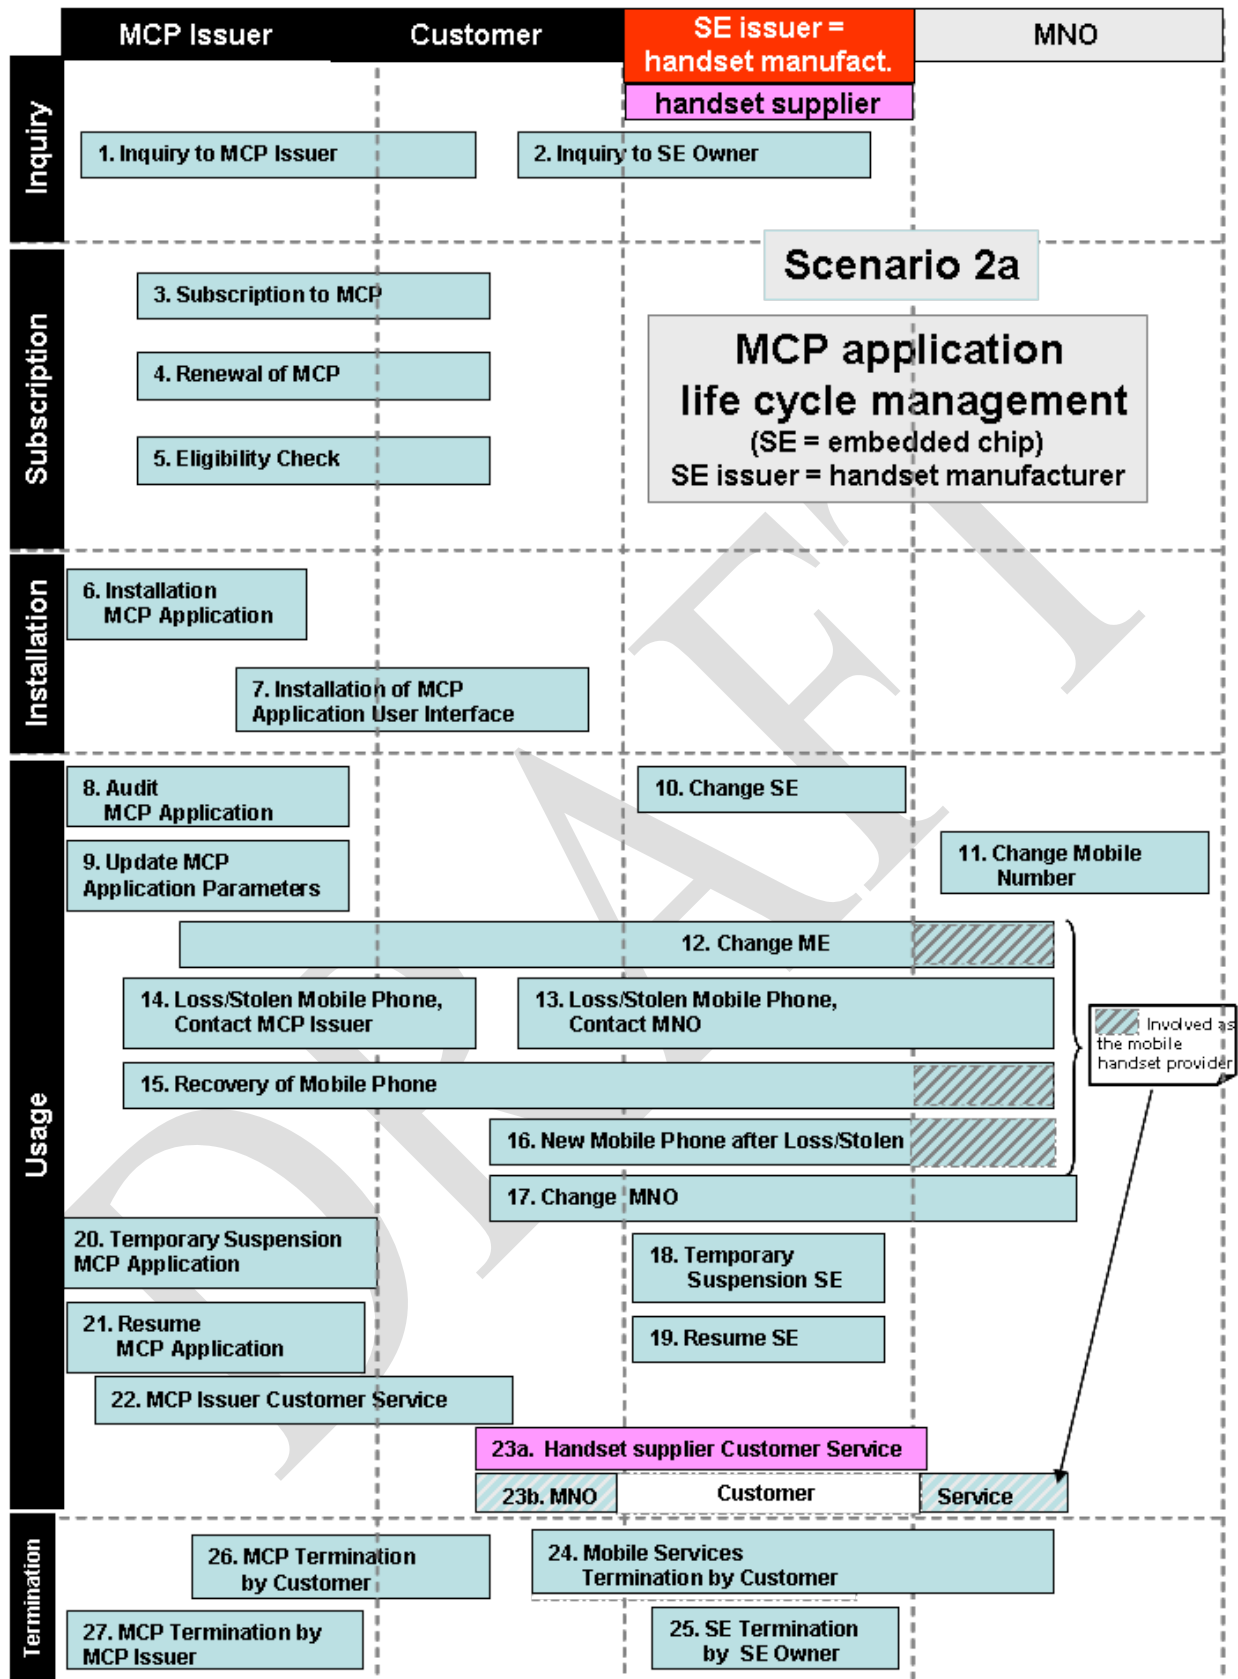 MCP Issuer
Customer
SE issuer =
handset manufact.
MNO
handset supplier
Inquiry
1. Inquiry to MCP Issuer
2. Inquiry to SE Owner
Scenario 2a
Subscription
3. Subscription to MCP
4. Renewal of MCP
5. Eligibility Check
MCP application
life cycle management
(SE = embedded chip)
SE issuer = handset manufacturer
Installation
6. Installation
MCP Application
7. Installation of MCP
Application User Interface
Usage
8. Audit
MCP Application
10. Change SE
9. Update MCP
Application Parameters
11. Change Mobile
Number
12. Change ME
14. Loss/Stolen Mobile Phone,
Contact MCP Issuer
13. Loss/Stolen Mobile Phone,
Contact MNO
Involved as
the mobile
handset provider
15. Recovery of Mobile Phone
16. New Mobile Phone after Loss/Stolen
17. Change MNO
20. Temporary Suspension
MCP Application
18. Temporary
Suspension SE
21. Resume
MCP Application
19. Resume SE
22. MCP Issuer Customer Service
23a. Handset supplier Customer Service
23b. MNO Customer Service
Termination
26. MCP Termination
by Customer
24. Mobile Services
Termination by Customer
27. MCP Termination by
MCP Issuer
25. SE Termination
by SE Owner
DRAFT